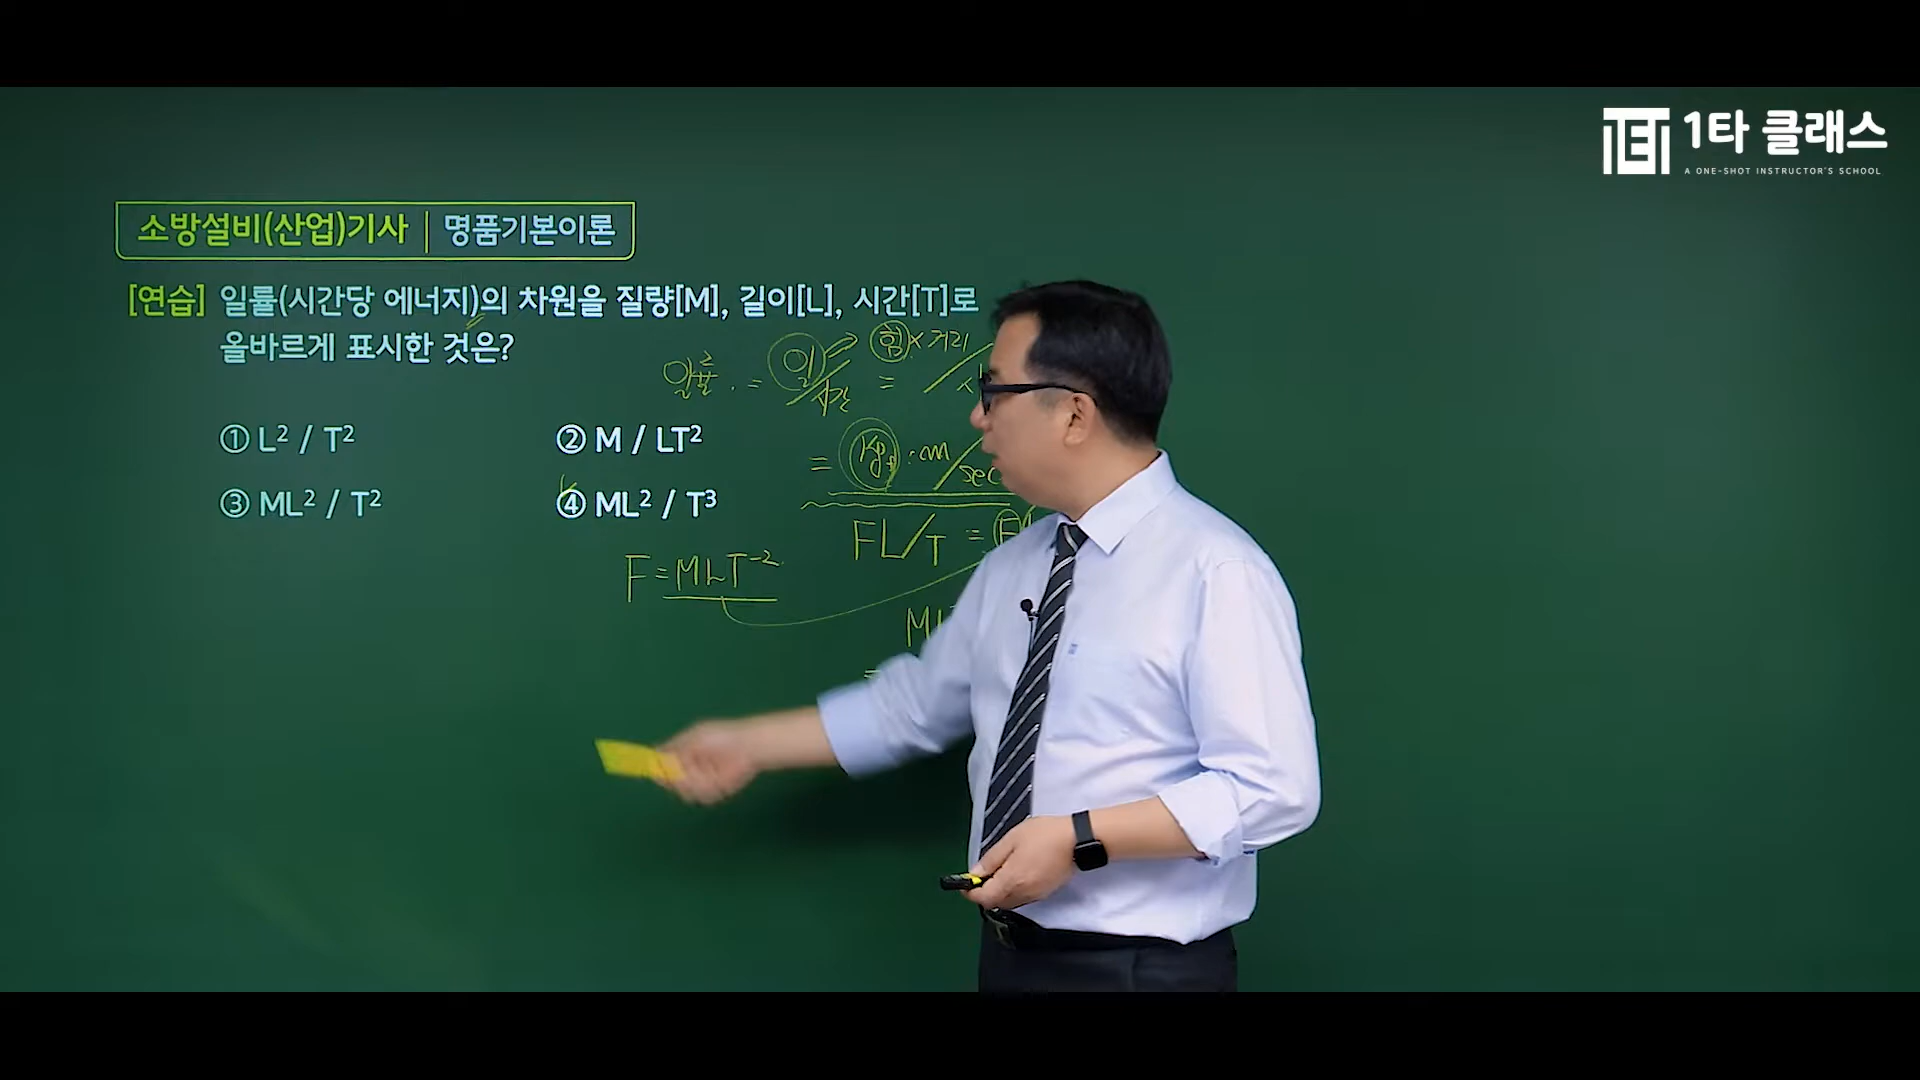 1타 클래스
A ONE-SHOT INSTRUCTOR'S SCHOOL
소방설비(산업)기사 | 명품기본이론
[연습] 일률(시간당 에너지)의 차원을 질량[M], 길이[L], 시간[T]로
올바르게 표시한 것은?
일률 = 일/시간 = 힘×거리/
① L² / T² ② M / LT²
= kgf·m/sec
③ ML² / T² ④ ML² / T³
FL/T =
F = MLT⁻²